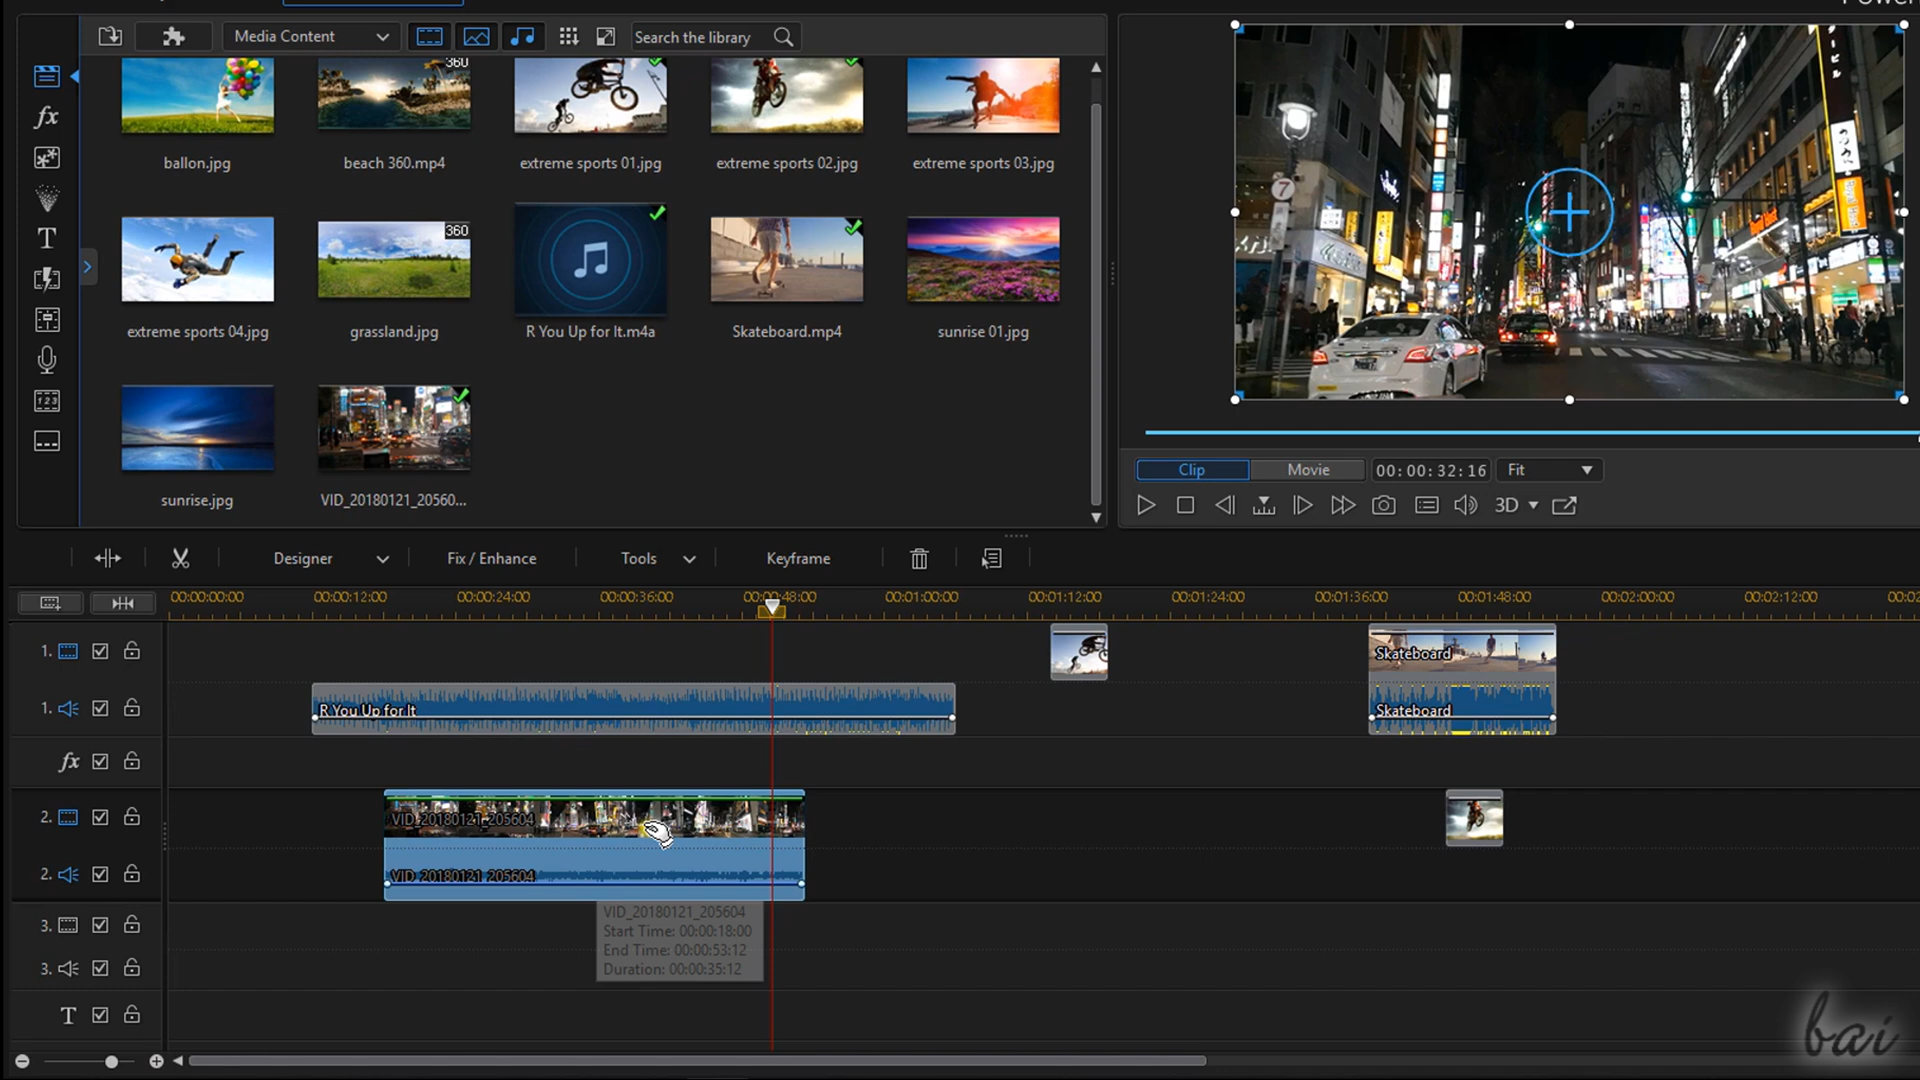 Media Content
Search the library
360
ballon.jpg
beach 360.mp4
extreme sports 01.jpg
extreme sports 02.jpg
extreme sports 03.jpg
360
extreme sports 04.jpg
grassland.jpg
R You Up for It.m4a
Skateboard.mp4
sunrise 01.jpg
sunrise.jpg
VID_20180121_20560...
7
Clip
Movie
00:00:32:16
Fit
3D
fx
T
123
Designer
Fix / Enhance
Tools
Keyframe
00:00:00:00
00:00:12:00
00:00:24:00
00:00:36:00
00:00:48:00
00:01:00:00
00:01:12:00
00:01:24:00
00:01:36:00
00:01:48:00
00:02:00:00
00:02:12:00
1.
Skateboard
1.
R You Up for It
Skateboard
fx
2.
VID_20180121_205604
2.
VID_20180121_205604
3.
VID_20180121_205604
Start Time: 00:00:18:00
End Time: 00:00:53:12
Duration: 00:00:35:12
3.
T
bai